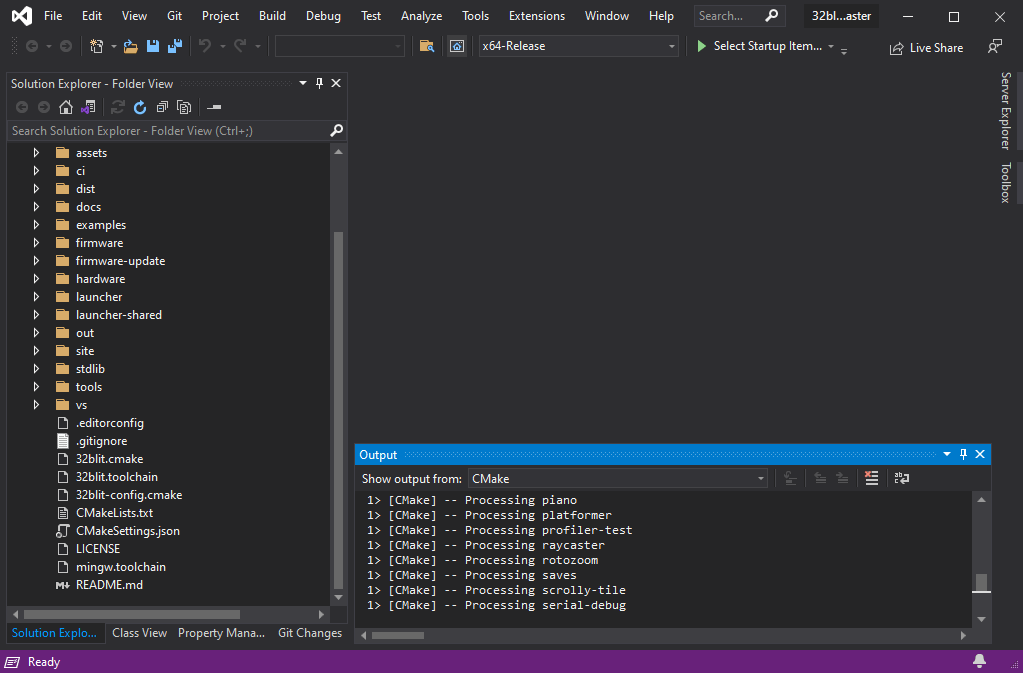 File Edit View Git Project Build Debug Test Analyze Tools Extensions Window Help Search... 32bl...aster
x64-Release Select Startup Item... Live Share
Solution Explorer - Folder View
Search Solution Explorer - Folder View (Ctrl+;)
assets
ci
dist
docs
examples
firmware
firmware-update
hardware
launcher
launcher-shared
out
site
stdlib
tools
vs
.editorconfig
.gitignore
32blit.cmake
32blit.toolchain
32blit-config.cmake
CMakeLists.txt
CMakeSettings.json
LICENSE
mingw.toolchain
M+ README.md
Solution Explo... Class View Property Mana... Git Changes
Output
Show output from: CMake
1> [CMake] -- Processing piano
1> [CMake] -- Processing platformer
1> [CMake] -- Processing profiler-test
1> [CMake] -- Processing raycaster
1> [CMake] -- Processing rotozoom
1> [CMake] -- Processing saves
1> [CMake] -- Processing scrolly-tile
1> [CMake] -- Processing serial-debug
Server Explorer
Toolbox
Ready